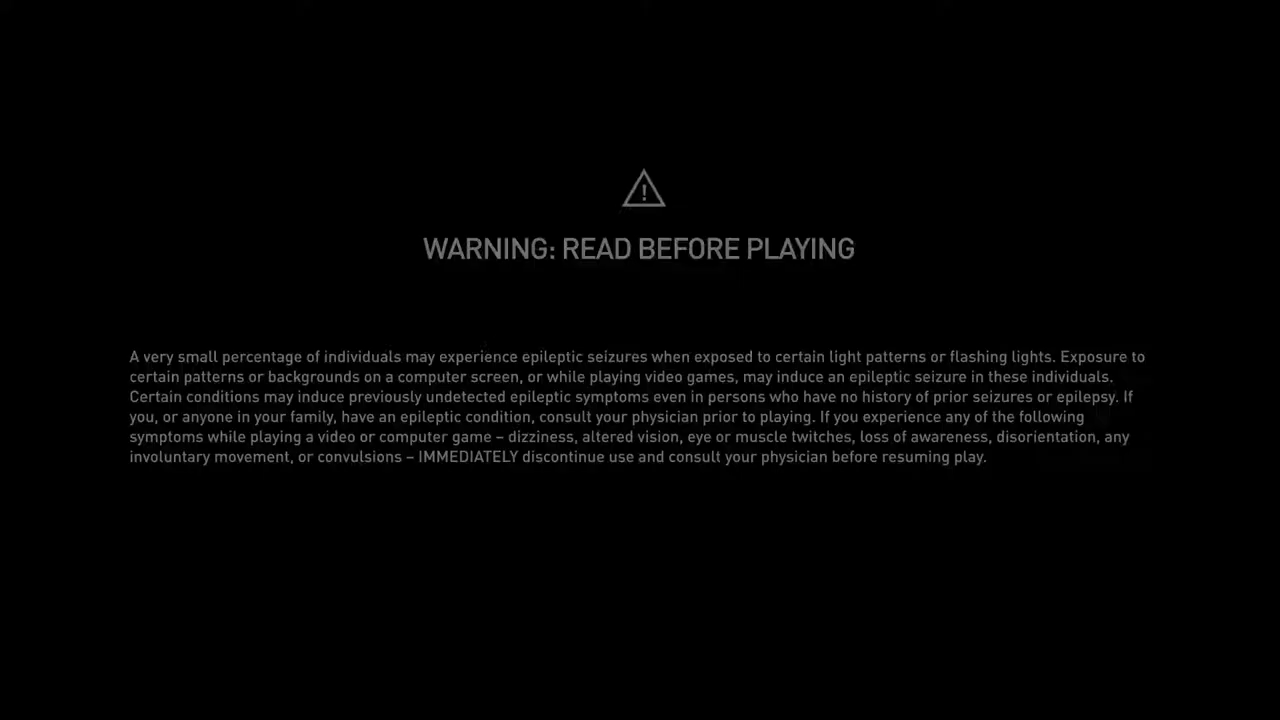 WARNING: READ BEFORE PLAYING
A very small percentage of individuals may experience epileptic seizures when exposed to certain light patterns or flashing lights. Exposure to
certain patterns or backgrounds on a computer screen, or while playing video games, may induce an epileptic seizure in these individuals.
Certain conditions may induce previously undetected epileptic symptoms even in persons who have no history of prior seizures or epilepsy. If
you, or anyone in your family, have an epileptic condition, consult your physician prior to playing. If you experience any of the following
symptoms while playing a video or computer game – dizziness, altered vision, eye or muscle twitches, loss of awareness, disorientation, any
involuntary movement, or convulsions – IMMEDIATELY discontinue use and consult your physician before resuming play.